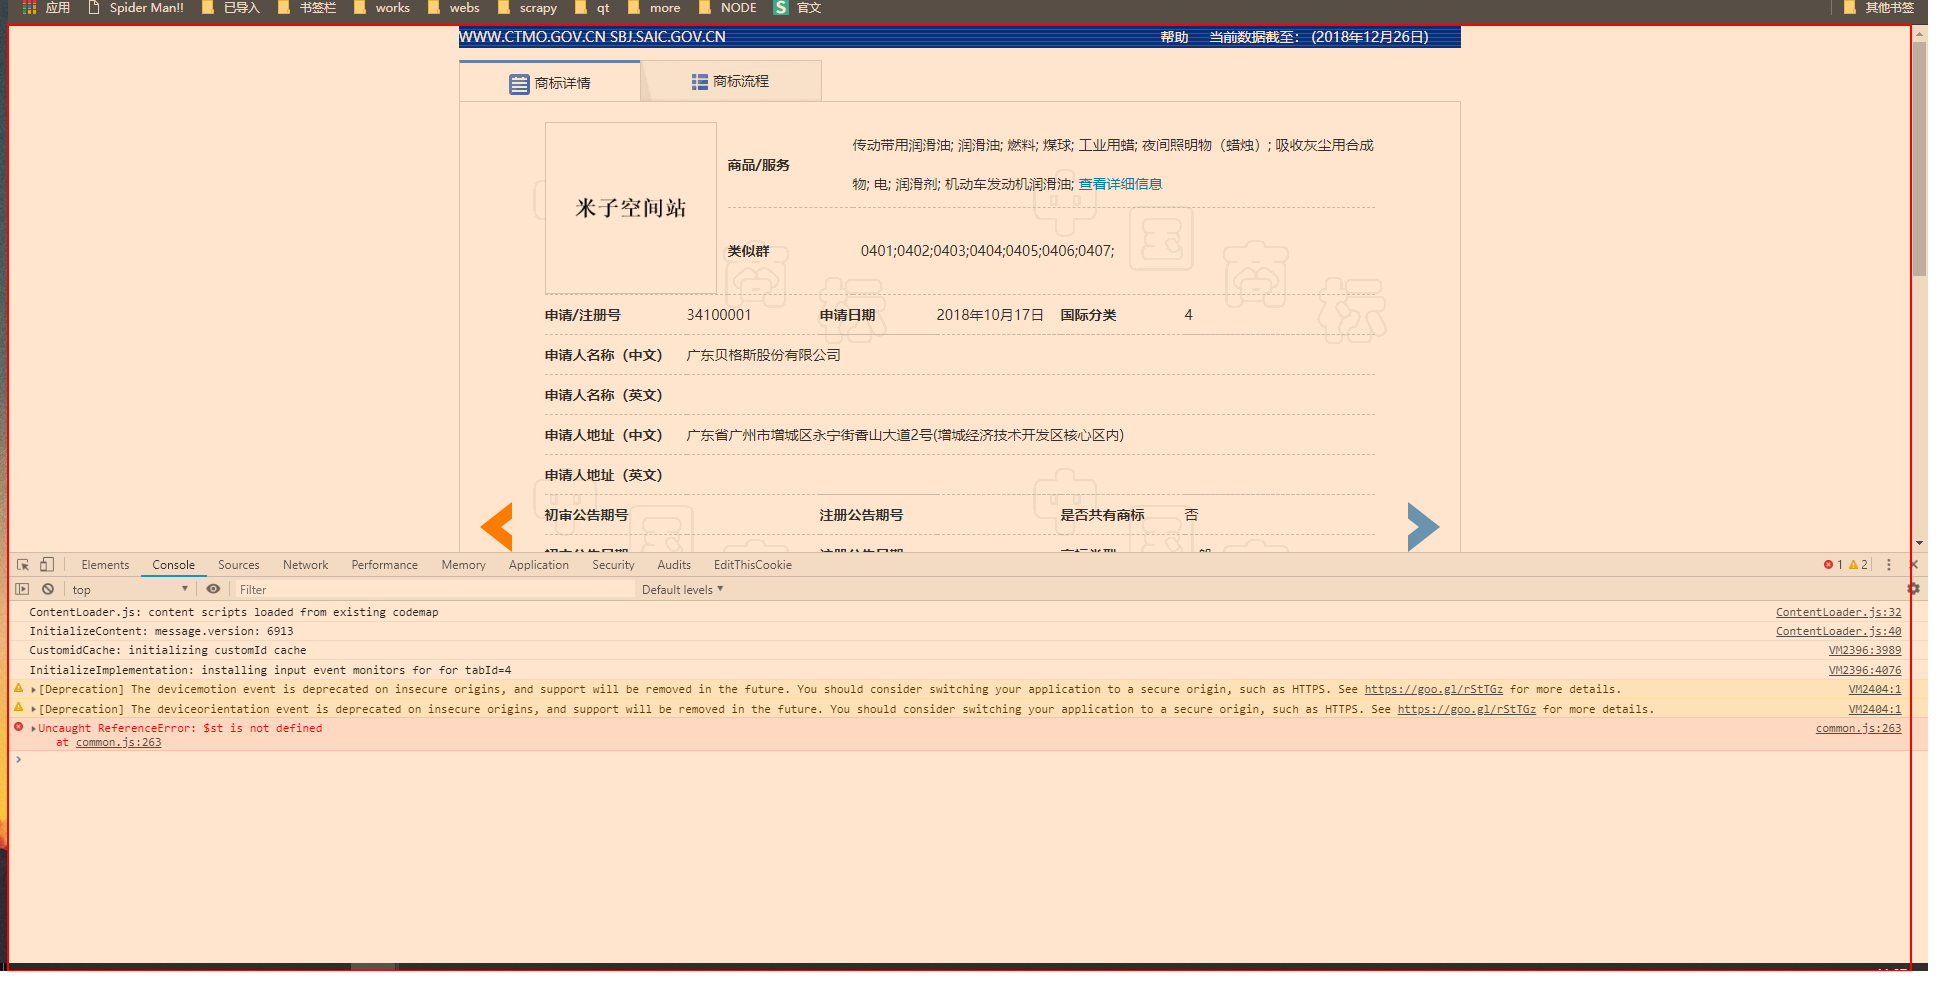 应用 Spider Man!! 已导入 书签栏 works webs scrapy qt more NODE S 官文 其他书签
WWW.CTMO.GOV.CN SBJ.SAIC.GOV.CN 帮助 当前数据截至： (2018年12月26日)
商标详情 商标流程
米子空间站
商品/服务
传动带用润滑油; 润滑油; 燃料; 煤球; 工业用蜡; 夜间照明物（蜡烛）; 吸收灰尘用合成
物; 电; 润滑剂; 机动车发动机润滑油; 查看详细信息
类似群 0401;0402;0403;0404;0405;0406;0407;
中国商标 中国商标
申请/注册号 34100001 申请日期 2018年10月17日 国际分类 4
申请人名称（中文） 广东贝格斯股份有限公司
申请人名称（英文）
申请人地址（中文） 广东省广州市增城区永宁街香山大道2号(增城经济技术开发区核心区内)
申请人地址（英文）
初审公告期号 注册公告期号 是否共有商标 否
Elements Console Sources Network Performance Memory Application Security Audits EditThisCookie 1 2
top Filter Default levels
ContentLoader.js: content scripts loaded from existing codemap ContentLoader.js:32
InitializeContent: message.version: 6913 ContentLoader.js:40
CustomidCache: initializing customId cache VM2396:3989
InitializeImplementation: installing input event monitors for for tabId=4 VM2396:4076
[Deprecation] The devicemotion event is deprecated on insecure origins, and support will be removed in the future. You should consider switching your application to a secure origin, such as HTTPS. See https://goo.gl/rStTGz for more details. VM2404:1
[Deprecation] The deviceorientation event is deprecated on insecure origins, and support will be removed in the future. You should consider switching your application to a secure origin, such as HTTPS. See https://goo.gl/rStTGz for more details. VM2404:1
Uncaught ReferenceError: $st is not defined common.js:263
at common.js:263